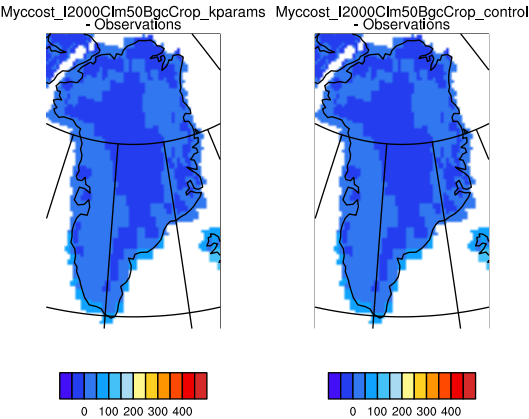 Myccost_I2000Clm50BgcCrop_kparams
- Observations
Myccost_I2000Clm50BgcCrop_control
- Observations
0 100 200 300 400
0 100 200 300 400